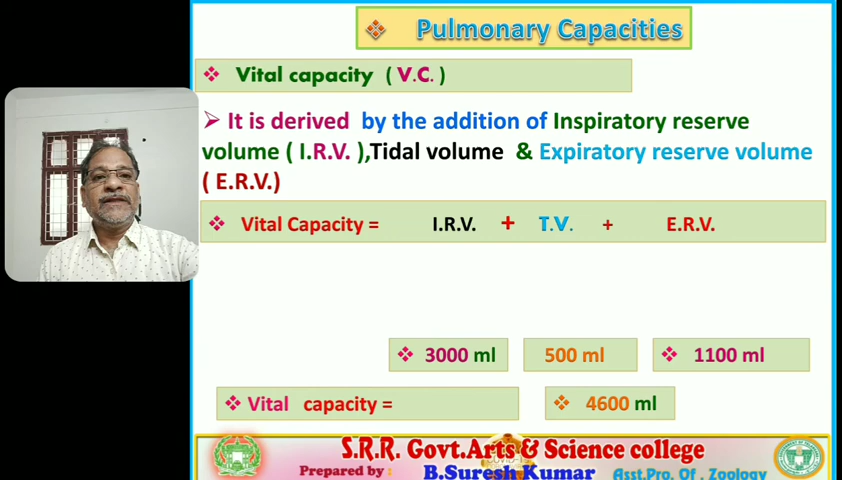 Pulmonary Capacities
Vital capacity ( V.C. )
It is derived by the addition of Inspiratory reserve
volume ( I.R.V. ),Tidal volume & Expiratory reserve volume
( E.R.V.)
Vital Capacity = I.R.V. + T.V. + E.R.V.
3000 ml 500 ml 1100 ml
Vital capacity = 4600 ml
S.R.R. Govt.Arts & Science college
Prepared by : B.Suresh Kumar Asst.Pro. Of . Zoology